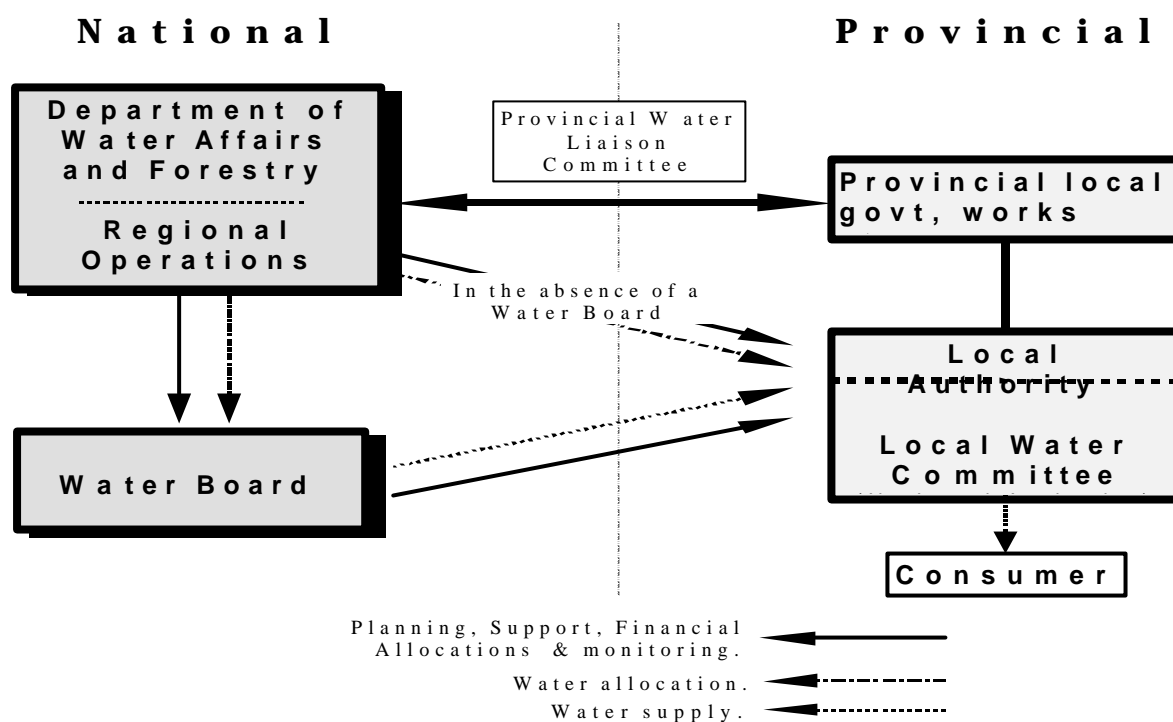 National
Provincial
Department of
Water Affairs
and Forestry
Regional
Operations
Provincial Water
Liaison
Committee
Provincial local
govt, works
In the absence of a
Water Board
Local
Authority
Local Water
Committee
Water Board
Consumer
Planning, Support, Financial
Allocations & monitoring.
Water allocation.
Water supply.